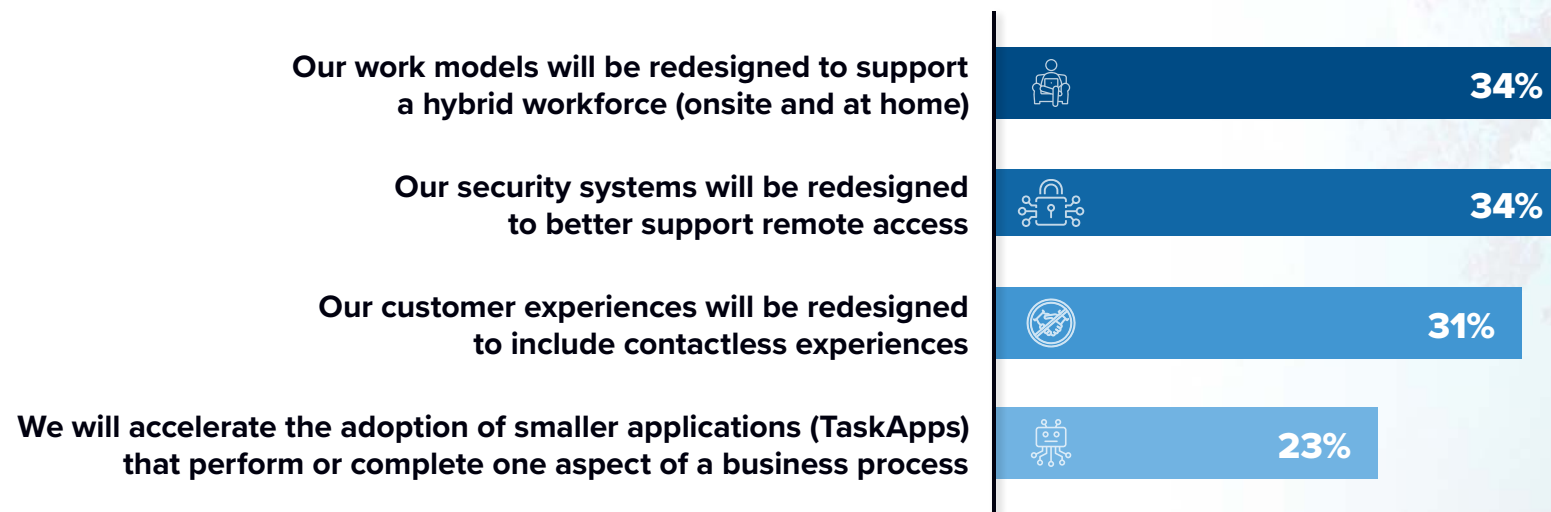 Our work models will be redesigned to support
a hybrid workforce (onsite and at home)
34%
Our security systems will be redesigned
to better support remote access
34%
Our customer experiences will be redesigned
to include contactless experiences
31%
We will accelerate the adoption of smaller applications (TaskApps)
that perform or complete one aspect of a business process
23%